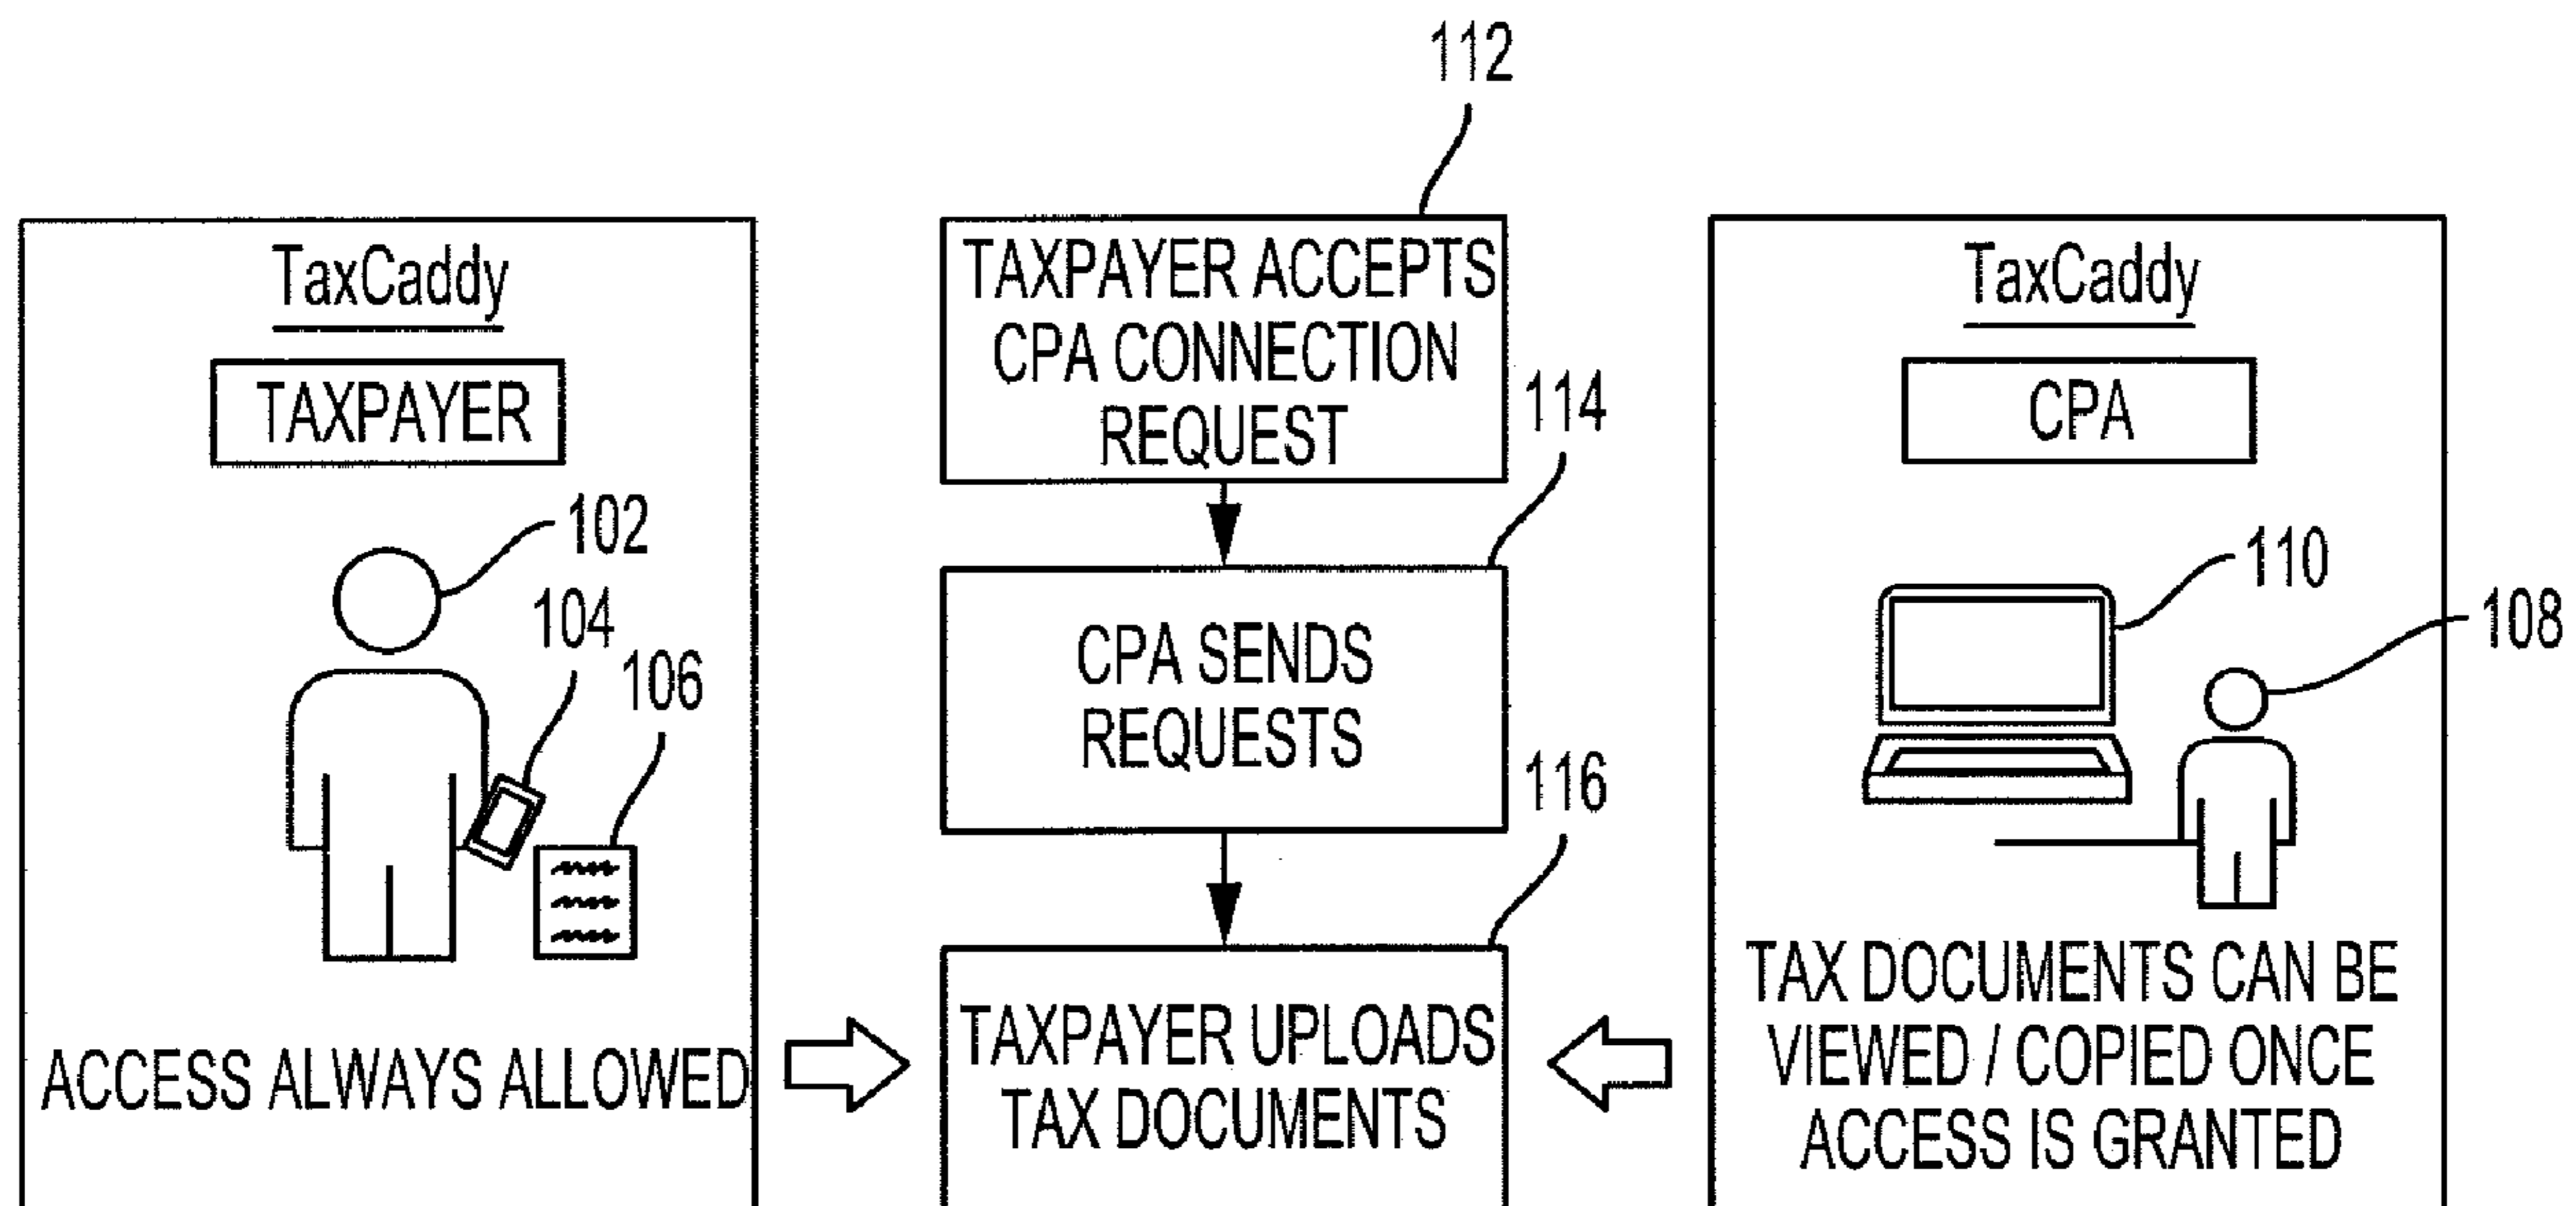 112
TaxCaddy
TAXPAYER
102
104
106
ACCESS ALWAYS ALLOWED
TAXPAYER ACCEPTS
CPA CONNECTION
REQUEST
114
CPA SENDS
REQUESTS
116
TAXPAYER UPLOADS
TAX DOCUMENTS
TaxCaddy
CPA
110
108
TAX DOCUMENTS CAN BE
VIEWED / COPIED ONCE
ACCESS IS GRANTED